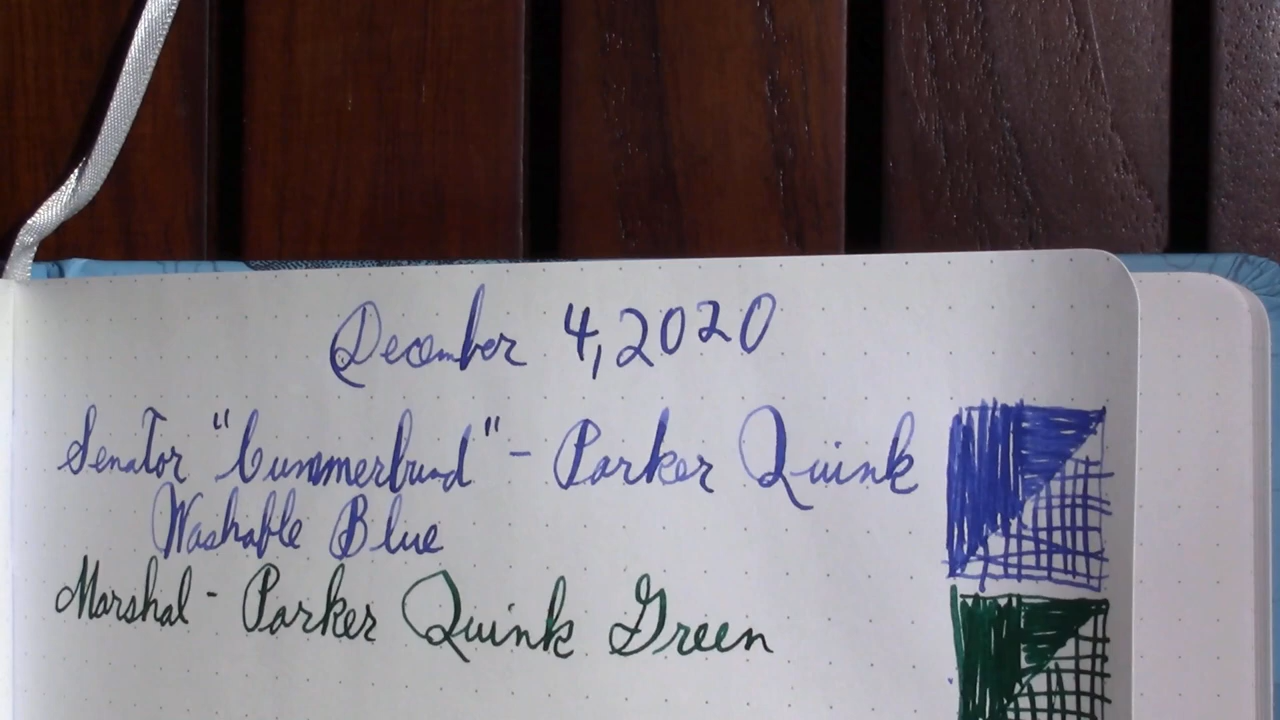 December 4, 2020
Senator "Cummerbund" - Parker Quink
Washable Blue
Marshal - Parker Quink Green